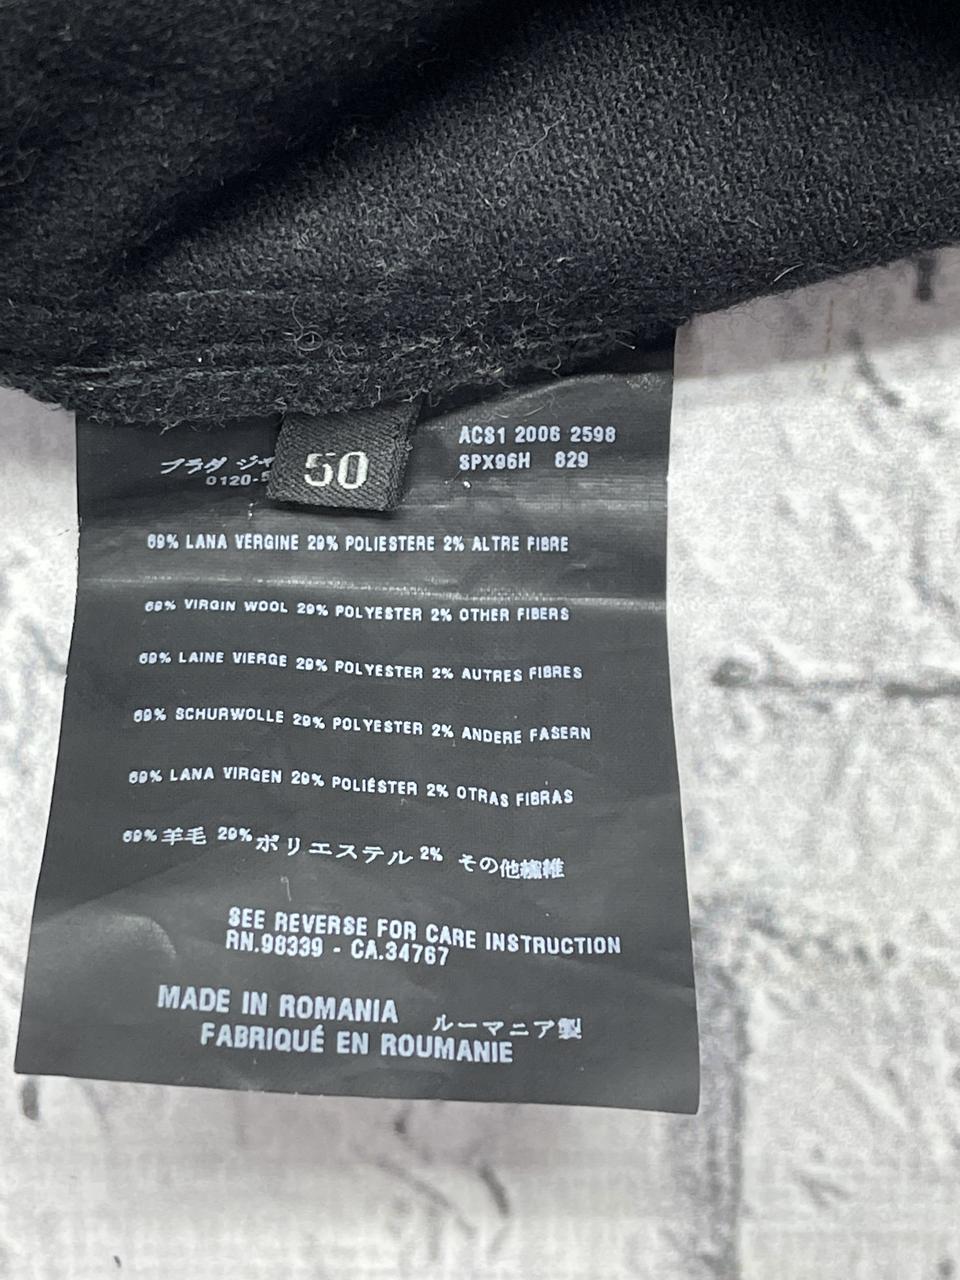 ACS1 2006 2598
プラダ ジャ
50
SPX96H 829
0120-5
69% LANA VERGINE 29% POLIESTERE 2% ALTRE FIBRE
69% VIRGIN WOOL 29% POLYESTER 2% OTHER FIBERS
69% LAINE VIERGE 29% POLYESTER 2% AUTRES FIBRES
69% SCHURWOLLE 29% POLYESTER 2% ANDERE FASERN
69% LANA VIRGEN 29% POLIÉSTER 2% OTRAS FIBRAS
69% 羊毛 29% ポリエステル 2% その他繊維
SEE REVERSE FOR CARE INSTRUCTION
RN.98339 - CA.34767
MADE IN ROMANIA ルーマニア製
FABRIQUÉ EN ROUMANIE